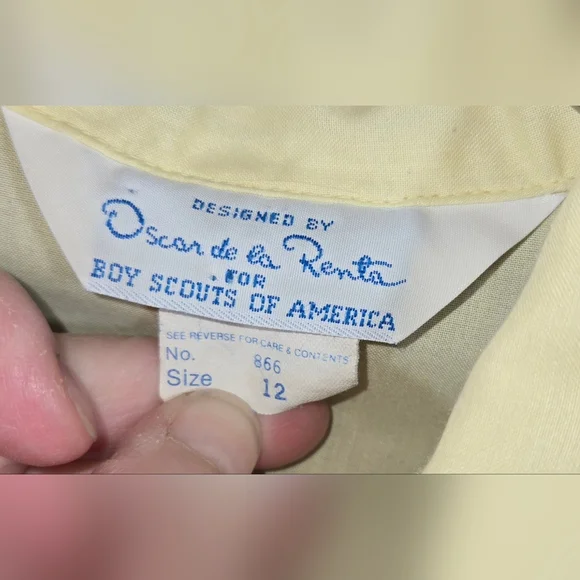 DESIGNED BY
Oscar de la Renta
FOR
BOY SCOUTS OF AMERICA
SEE REVERSE FOR CARE & CONTENTS
No. 866
Size 12